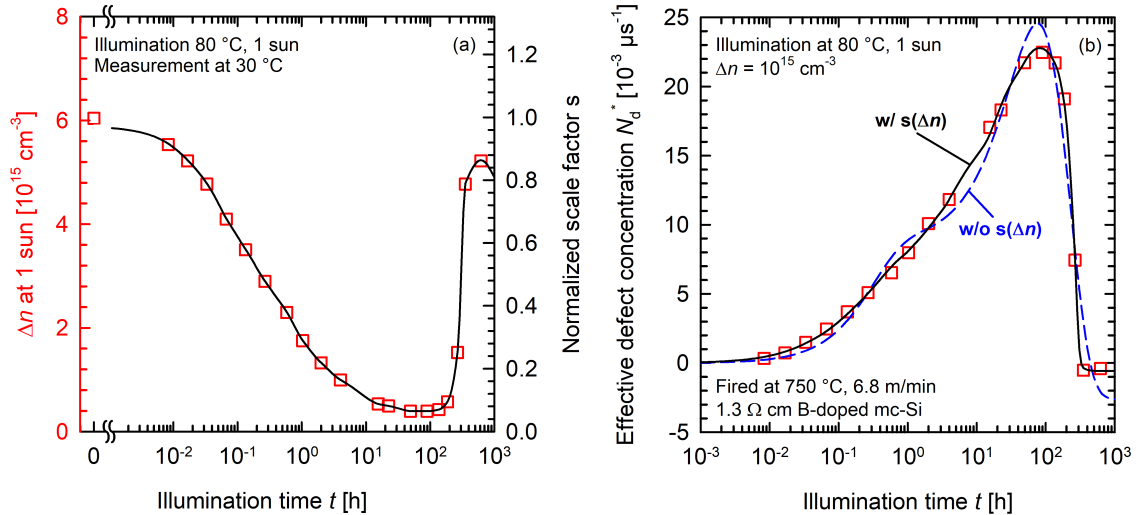 Illumination 80 °C, 1 sun
Measurement at 30 °C
(a)
Δn at 1 sun [10¹⁵ cm⁻³]
8
6
4
2
0
Normalized scale factor s
1.2
1.0
0.8
0.6
0.4
0.2
0.0
0 10⁻² 10⁻¹ 10⁰ 10¹ 10² 10³
Illumination time t [h]
Illumination at 80 °C, 1 sun
Δn = 10¹⁵ cm⁻³
(b)
w/ s(Δn)
w/o s(Δn)
Fired at 750 °C, 6.8 m/min
1.3 Ω cm B-doped mc-Si
Effective defect concentration N_d* [10⁻³ µs⁻¹]
25
20
15
10
5
0
-5
10⁻³ 10⁻² 10⁻¹ 10⁰ 10¹ 10² 10³
Illumination time t [h]